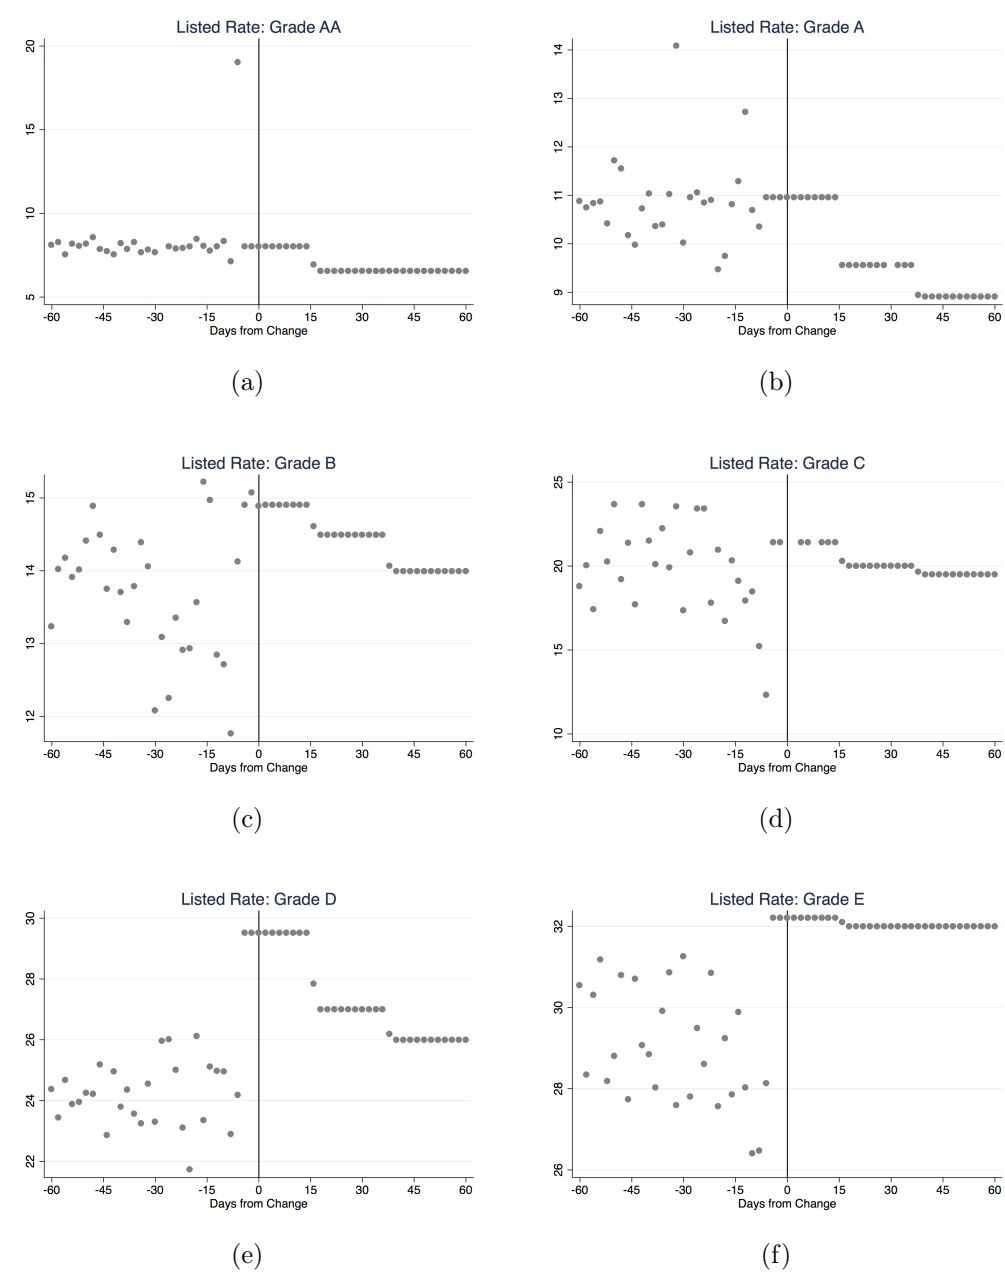 Listed Rate: Grade AA
20
15
10
5
-60 -45 -30 -15 0 15 30 45 60
Days from Change
(a)
Listed Rate: Grade A
14
13
12
11
10
9
-60 -45 -30 -15 0 15 30 45 60
Days from Change
(b)
Listed Rate: Grade B
15
14
13
12
-60 -45 -30 -15 0 15 30 45 60
Days from Change
(c)
Listed Rate: Grade C
25
20
15
10
-60 -45 -30 -15 0 15 30 45 60
Days from Change
(d)
Listed Rate: Grade D
30
28
26
24
22
-60 -45 -30 -15 0 15 30 45 60
Days from Change
(e)
Listed Rate: Grade E
32
30
28
26
-60 -45 -30 -15 0 15 30 45 60
Days from Change
(f)